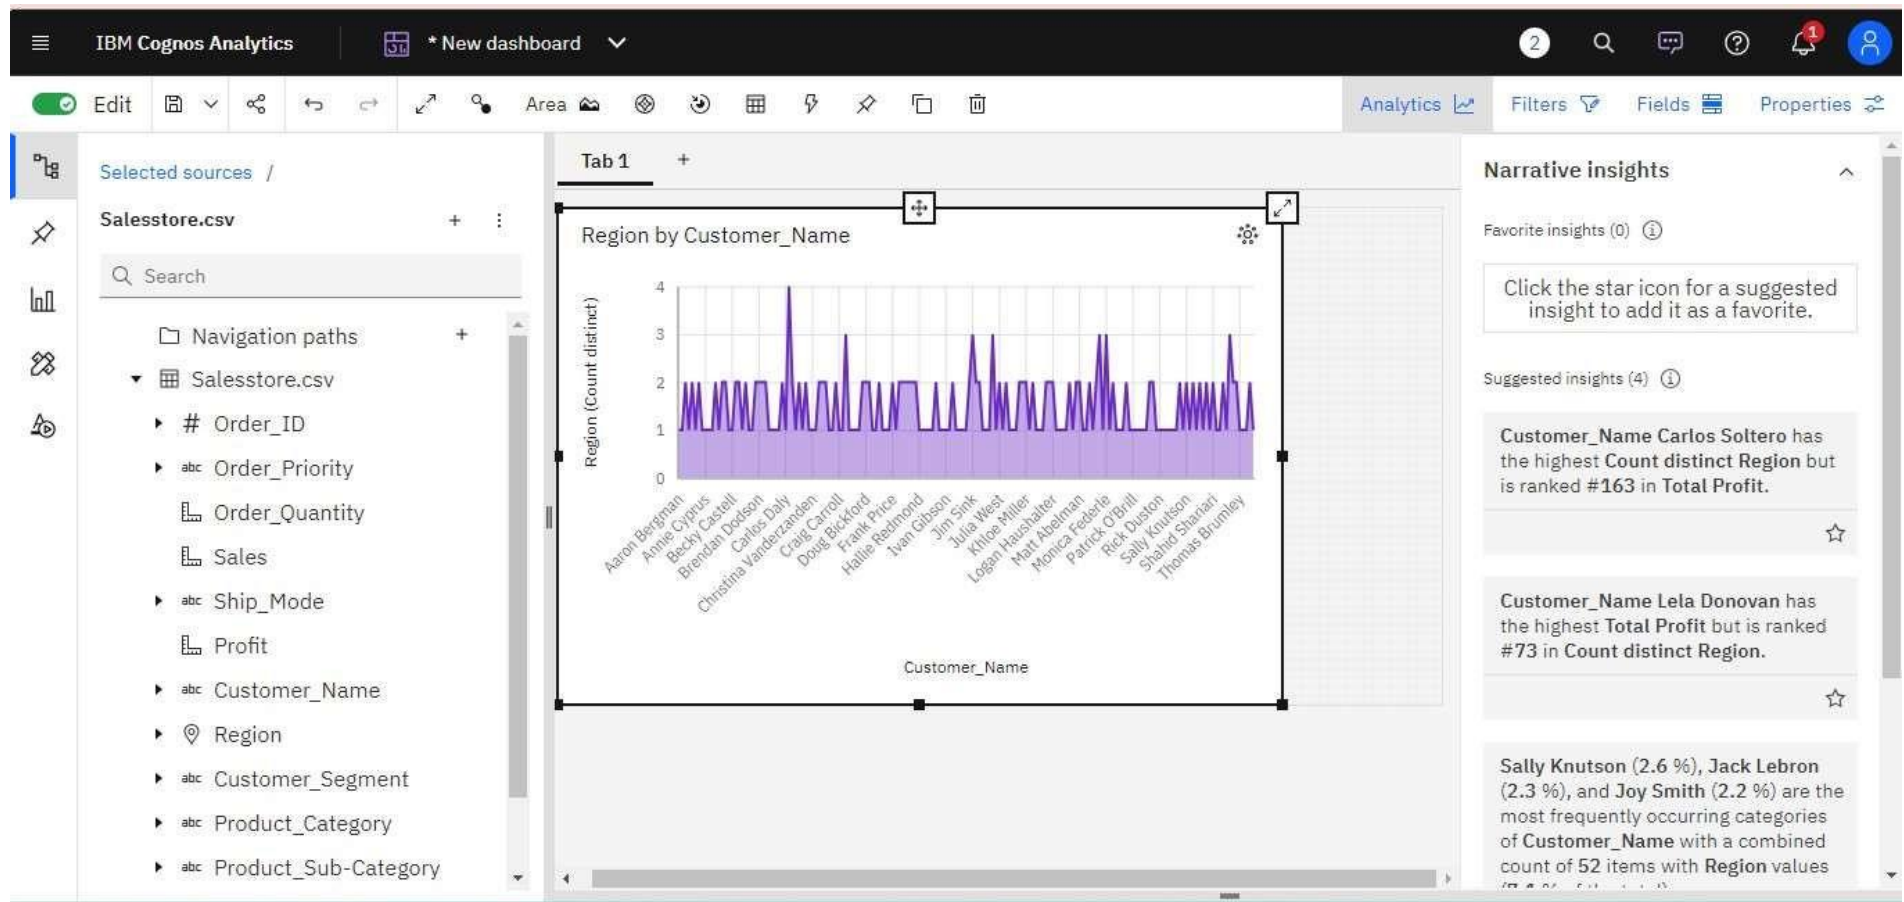 IBM Cognos Analytics
* New dashboard
2
1
Edit
Area
Analytics
Filters
Fields
Properties
Selected sources /
Salesstore.csv
Search
Navigation paths
Salesstore.csv
# Order_ID
abc Order_Priority
Order_Quantity
Sales
abc Ship_Mode
Profit
abc Customer_Name
Region
abc Customer_Segment
abc Product_Category
abc Product_Sub-Category
Tab 1
Region by Customer_Name
Region (Count distinct)
4
3
2
1
0
Aaron Bergman
Annie Cyprus
Becky Castell
Brendan Dodson
Carlos Daly
Christina Vanderzanden
Craig Carroll
Doug Bickford
Frank Price
Hallie Redmond
Ivan Gibson
Jim Sink
Julia West
Khloe Miller
Logan Haushalter
Matt Abelman
Monica Federle
Patrick O'Brill
Rick Duston
Sally Knutson
Shahid Shariari
Thomas Brumley
Customer_Name
Narrative insights
Favorite insights (0)
Click the star icon for a suggested
insight to add it as a favorite.
Suggested insights (4)
Customer_Name Carlos Soltero has
the highest Count distinct Region but
is ranked #163 in Total Profit.
Customer_Name Lela Donovan has
the highest Total Profit but is ranked
#73 in Count distinct Region.
Sally Knutson (2.6 %), Jack Lebron
(2.3 %), and Joy Smith (2.2 %) are the
most frequently occurring categories
of Customer_Name with a combined
count of 52 items with Region values